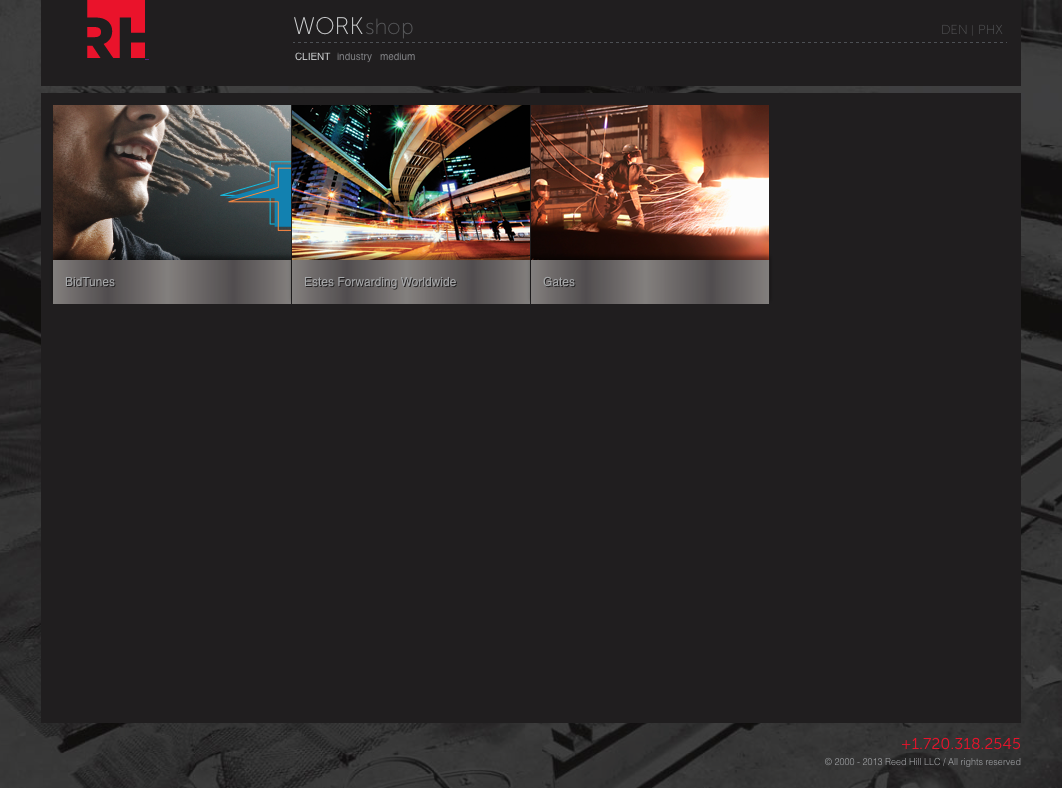 RH
WORKshop
DEN | PHX
CLIENT industry medium
BidTunes
Estes Forwarding Worldwide
Gates
+1.720.318.2545
© 2000 - 2013 Reed Hill LLC / All rights reserved